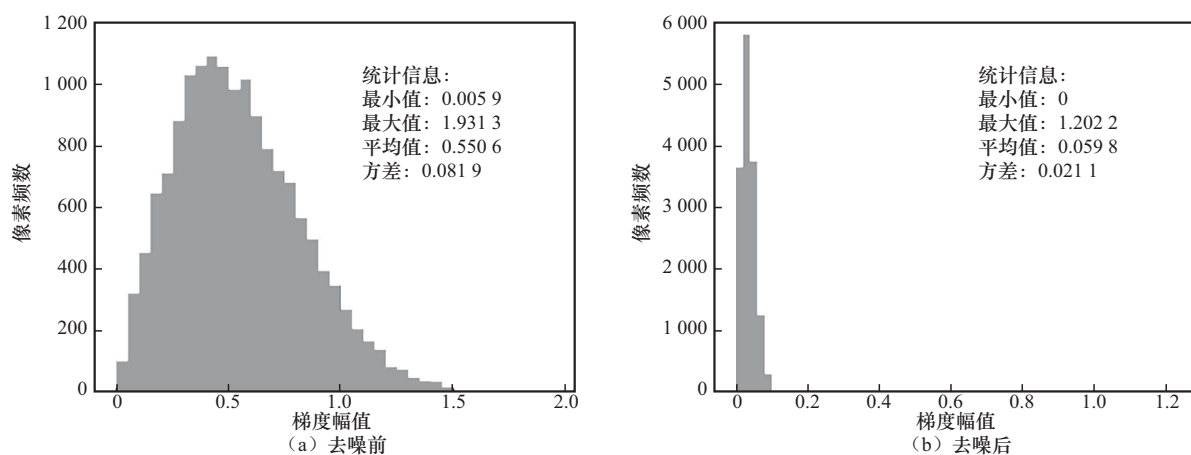 1 200
1 000
800
600
400
200
0
像素频数
统计信息：
最小值：0.005 9
最大值：1.931 3
平均值：0.550 6
方差：0.081 9
0 0.5 1.0 1.5 2.0
梯度幅值
（a）去噪前
6 000
5 000
4 000
3 000
2 000
1 000
0
像素频数
统计信息：
最小值：0
最大值：1.202 2
平均值：0.059 8
方差：0.021 1
0 0.2 0.4 0.6 0.8 1.0 1.2
梯度幅值
（b）去噪后